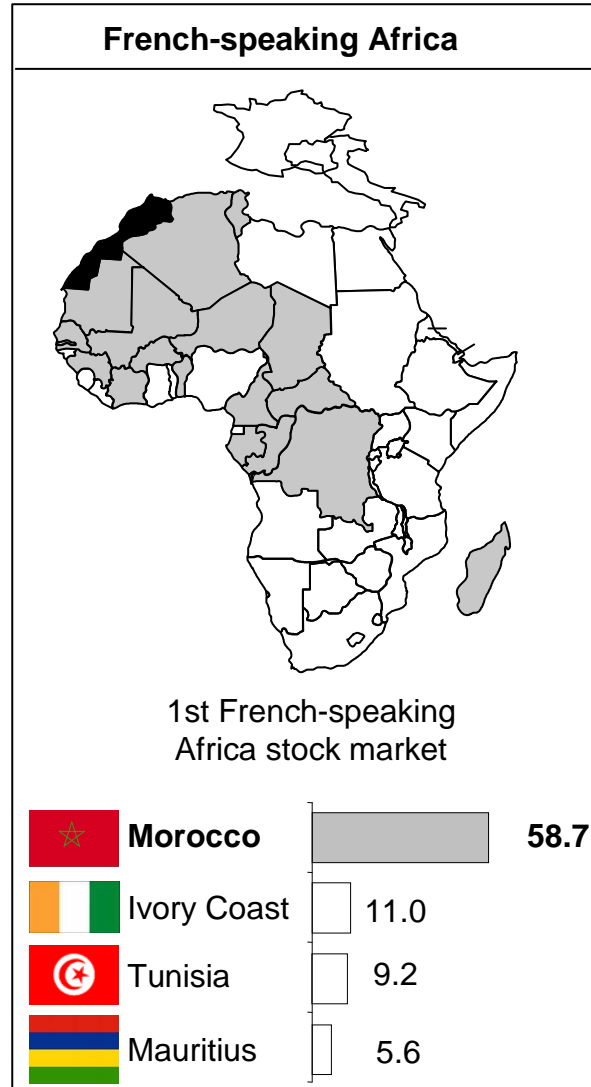 French-speaking Africa
1st French-speaking
Africa stock market
Morocco 58.7
Ivory Coast 11.0
Tunisia 9.2
Mauritius 5.6